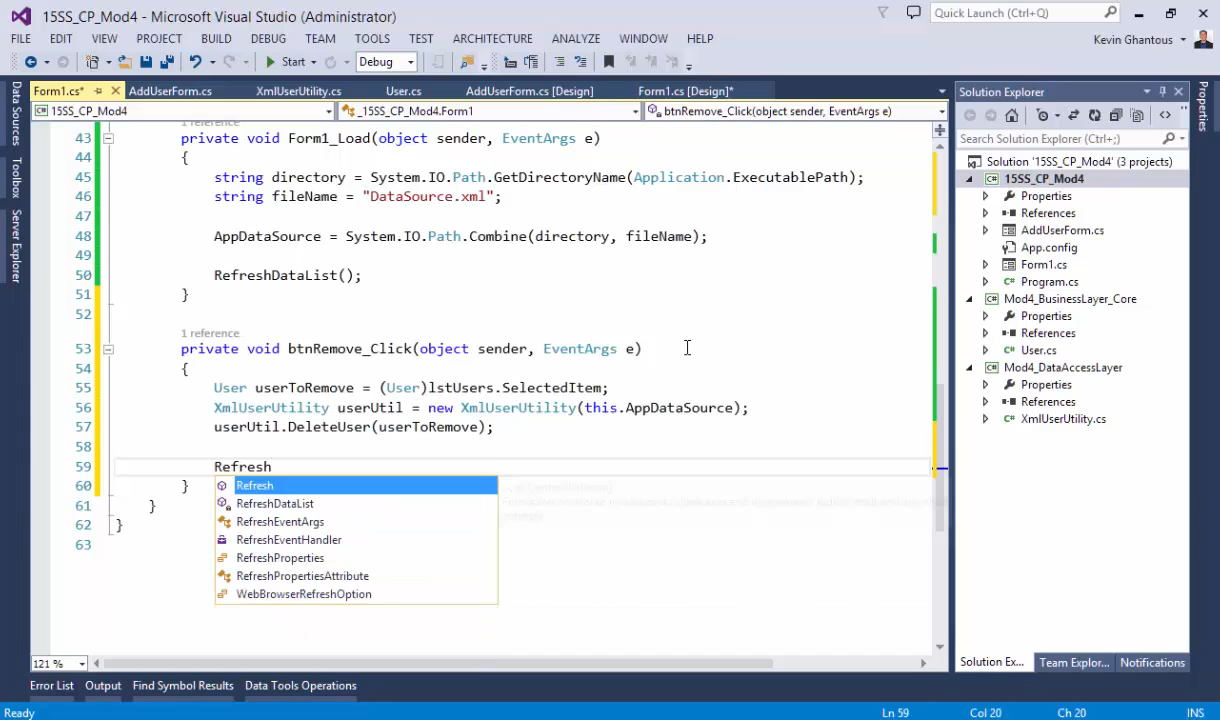 15SS_CP_Mod4 - Microsoft Visual Studio (Administrator)
Quick Launch (Ctrl+Q)
FILE EDIT VIEW PROJECT BUILD DEBUG TEAM TOOLS TEST ARCHITECTURE ANALYZE WINDOW HELP
Kevin Ghantous
Start
Debug
Form1.cs* AddUserForm.cs XmlUserUtility.cs User.cs AddUserForm.cs [Design] Form1.cs [Design]*
15SS_CP_Mod4 _15SS_CP_Mod4.Form1 btnRemove_Click(object sender, EventArgs e)
Data Sources
Toolbox
Server Explorer
1 reference
43 private void Form1_Load(object sender, EventArgs e)
44 {
45 string directory = System.IO.Path.GetDirectoryName(Application.ExecutablePath);
46 string fileName = "DataSource.xml";
47
48 AppDataSource = System.IO.Path.Combine(directory, fileName);
49
50 RefreshDataList();
51 }
52
1 reference
53 private void btnRemove_Click(object sender, EventArgs e)
54 {
55 User userToRemove = (User)lstUsers.SelectedItem;
56 XmlUserUtility userUtil = new XmlUserUtility(this.AppDataSource);
57 userUtil.DeleteUser(userToRemove);
58
59 Refresh
60 }
61 }
62 }
63
Refresh
RefreshDataList
RefreshEventArgs
RefreshEventHandler
RefreshProperties
RefreshPropertiesAttribute
WebBrowserRefreshOption
121 %
Solution Explorer
Search Solution Explorer (Ctrl+;)
Solution '15SS_CP_Mod4' (3 projects)
15SS_CP_Mod4
Properties
References
AddUserForm.cs
App.config
Form1.cs
Program.cs
Mod4_BusinessLayer_Core
Properties
References
User.cs
Mod4_DataAccessLayer
Properties
References
XmlUserUtility.cs
Properties
Solution Ex... Team Explor... Notifications
Error List Output Find Symbol Results Data Tools Operations
Ready Ln 59 Col 20 Ch 20 INS